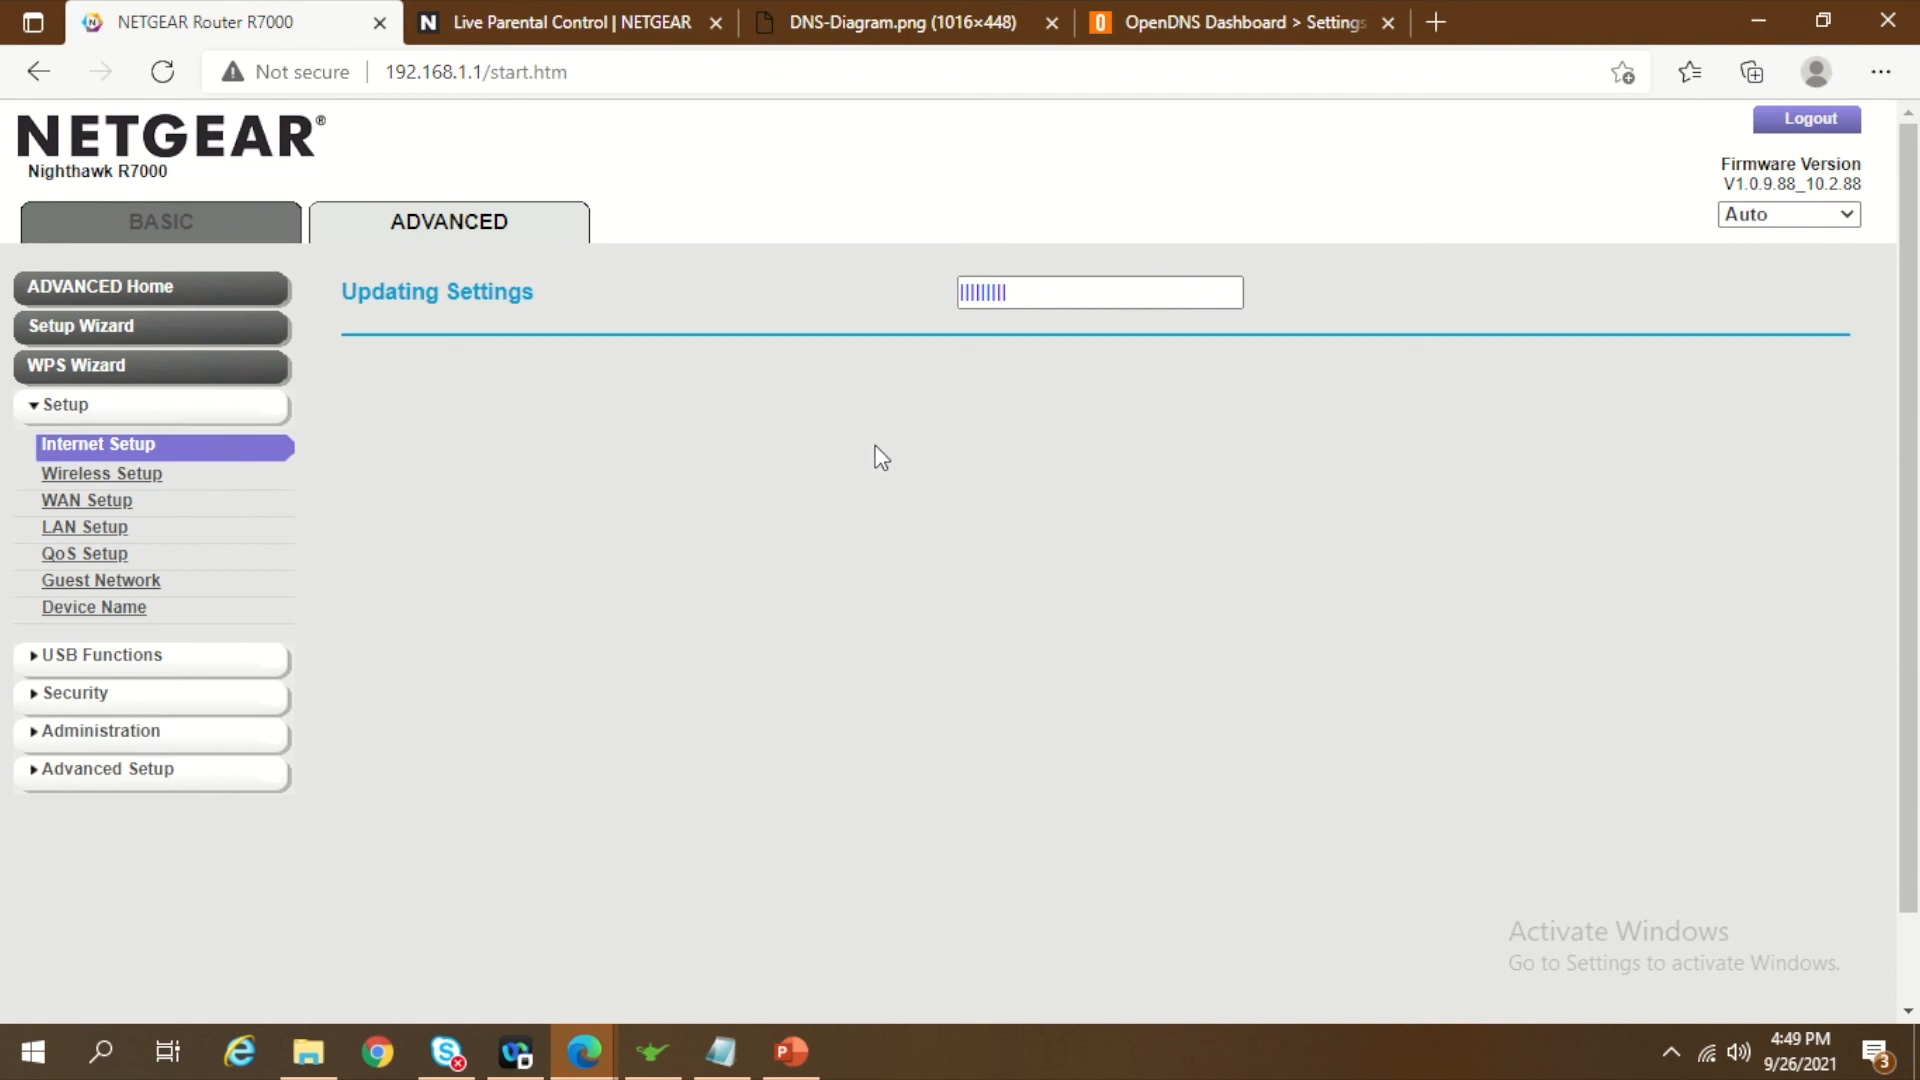 NETGEAR Router R7000
Live Parental Control | NETGEAR
DNS-Diagram.png (1016×448)
OpenDNS Dashboard > Settings
Not secure
192.168.1.1/start.htm
NETGEAR®
Nighthawk R7000
Logout
Firmware Version
V1.0.9.88_10.2.88
Auto
BASIC
ADVANCED
ADVANCED Home
Setup Wizard
WPS Wizard
Setup
Internet Setup
Wireless Setup
WAN Setup
LAN Setup
QoS Setup
Guest Network
Device Name
USB Functions
Security
Administration
Advanced Setup
Updating Settings
|||||||||
Activate Windows
Go to Settings to activate Windows.
4:49 PM
9/26/2021
3